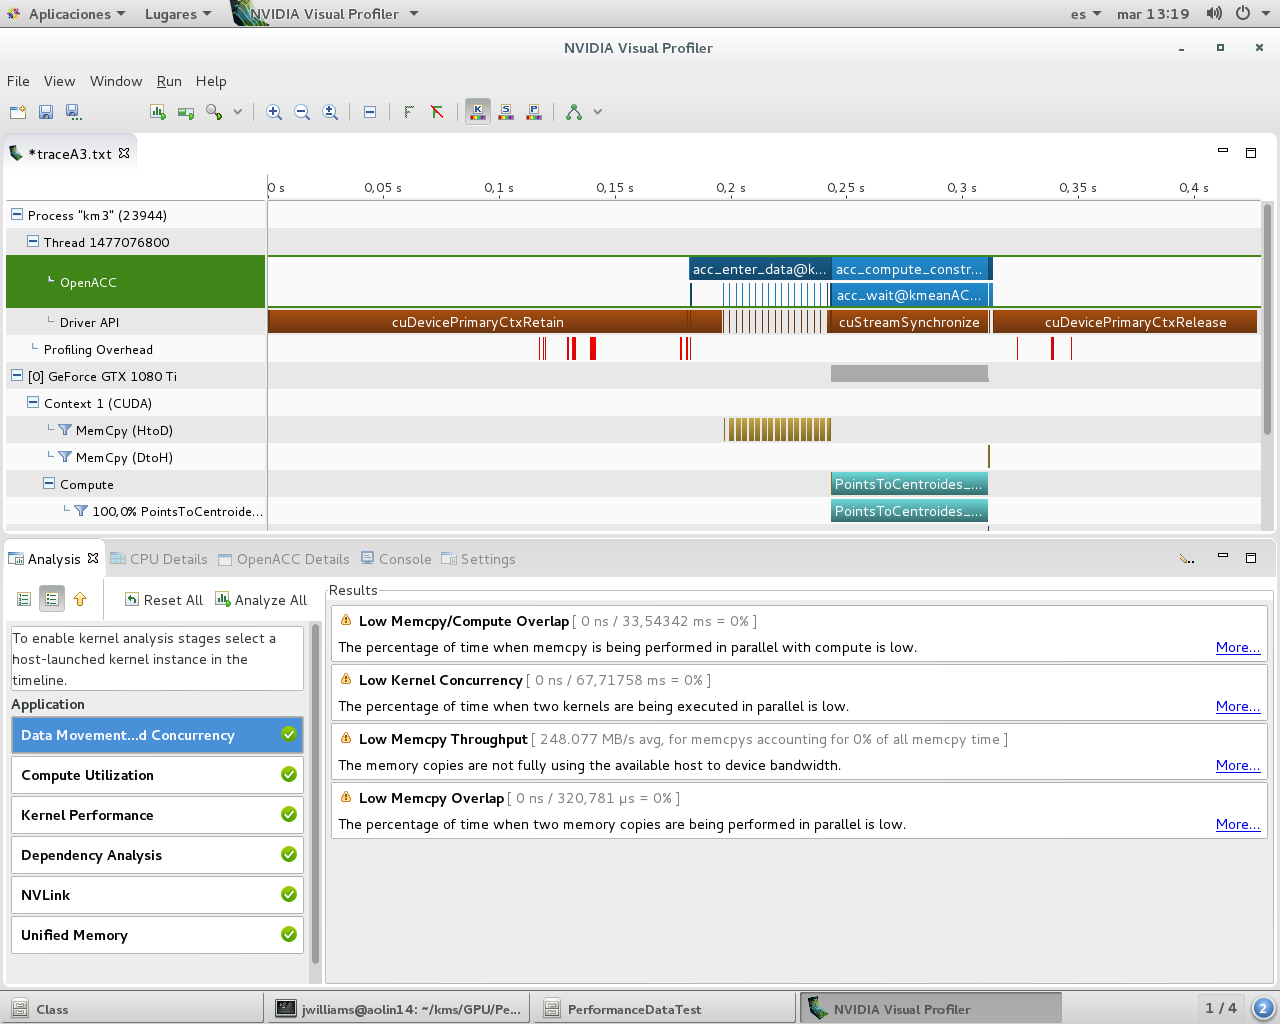 Aplicaciones Lugares NVIDIA Visual Profiler es mar 13:19
NVIDIA Visual Profiler
File View Window Run Help
K S P
*traceA3.txt
0 s 0,05 s 0,1 s 0,15 s 0,2 s 0,25 s 0,3 s 0,35 s 0,4 s
Process "km3" (23944)
Thread 1477076800
OpenACC
acc_enter_data@k... acc_compute_constr...
acc_wait@kmeanAC...
Driver API cuDevicePrimaryCtxRetain cuStreamSynchronize cuDevicePrimaryCtxRelease
Profiling Overhead
[0] GeForce GTX 1080 Ti
Context 1 (CUDA)
MemCpy (HtoD)
MemCpy (DtoH)
Compute PointsToCentroides_...
100,0% PointsToCentroide... PointsToCentroides_...
Analysis CPU Details OpenACC Details Console Settings
Reset All Analyze All
To enable kernel analysis stages select a
host-launched kernel instance in the
timeline.
Application
Data Movement...d Concurrency
Compute Utilization
Kernel Performance
Dependency Analysis
NVLink
Unified Memory
Results
Low Memcpy/Compute Overlap [ 0 ns / 33,54342 ms = 0% ]
The percentage of time when memcpy is being performed in parallel with compute is low. More...
Low Kernel Concurrency [ 0 ns / 67,71758 ms = 0% ]
The percentage of time when two kernels are being executed in parallel is low. More...
Low Memcpy Throughput [ 248.077 MB/s avg, for memcpys accounting for 0% of all memcpy time ]
The memory copies are not fully using the available host to device bandwidth. More...
Low Memcpy Overlap [ 0 ns / 320,781 µs = 0% ]
The percentage of time when two memory copies are being performed in parallel is low. More...
Class jwilliams@aolin14: ~/kms/GPU/Pe... PerformanceDataTest NVIDIA Visual Profiler 1 / 4 2